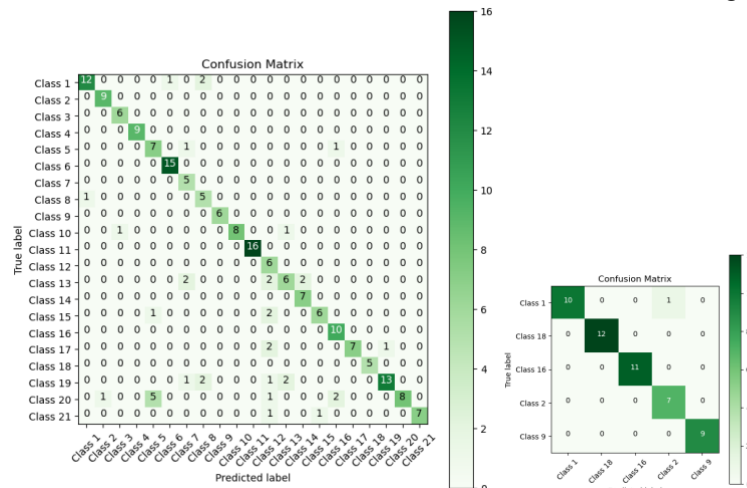 Confusion Matrix
True label
Class 1 12 0 0 0 0 1 0 2 0 0 0 0 0 0 0 0 0 0 0 0 0
Class 2 0 9 0 0 0 0 0 0 0 0 0 0 0 0 0 0 0 0 0 0 0
Class 3 0 0 6 0 0 0 0 0 0 0 0 0 0 0 0 0 0 0 0 0 0
Class 4 0 0 0 9 0 0 0 0 0 0 0 0 0 0 0 0 0 0 0 0 0
Class 5 0 0 0 0 7 0 1 0 0 0 0 0 0 0 0 1 0 0 0 0 0
Class 6 0 0 0 0 0 15 0 0 0 0 0 0 0 0 0 0 0 0 0 0 0
Class 7 0 0 0 0 0 0 5 0 0 0 0 0 0 0 0 0 0 0 0 0 0
Class 8 1 0 0 0 0 0 0 5 0 0 0 0 0 0 0 0 0 0 0 0 0
Class 9 0 0 0 0 0 0 0 0 6 0 0 0 0 0 0 0 0 0 0 0 0
Class 10 0 0 1 0 0 0 0 0 0 8 0 0 1 0 0 0 0 0 0 0 0
Class 11 0 0 0 0 0 0 0 0 0 0 16 0 0 0 0 0 0 0 0 0 0
Class 12 0 0 0 0 0 0 0 0 0 0 0 6 0 0 0 0 0 0 0 0 0
Class 13 0 0 0 0 0 0 2 0 0 0 0 2 6 2 0 0 0 0 0 0 0
Class 14 0 0 0 0 0 0 0 0 0 0 0 0 0 7 0 0 0 0 0 0 0
Class 15 0 0 0 0 1 0 0 0 0 0 0 2 0 0 6 0 0 0 0 0 0
Class 16 0 0 0 0 0 0 0 0 0 0 0 0 0 0 0 10 0 0 0 0 0
Class 17 0 0 0 0 0 0 0 0 0 0 0 2 0 0 0 0 7 0 1 0 0
Class 18 0 0 0 0 0 0 0 0 0 0 0 0 0 0 0 0 0 5 0 0 0
Class 19 0 0 0 0 0 0 1 2 0 0 0 1 2 0 0 0 0 0 13 0 0
Class 20 0 1 0 0 5 0 0 0 0 0 0 1 0 0 0 2 0 0 0 8 0
Class 21 0 0 0 0 0 0 0 0 0 0 0 1 0 0 1 0 0 0 0 0 7
Class 1 Class 2 Class 3 Class 4 Class 5 Class 6 Class 7 Class 8 Class 9 Class 10 Class 11 Class 12 Class 13 Class 14 Class 15 Class 16 Class 17 Class 18 Class 19 Class 20 Class 21
Predicted label
16
14
12
10
8
6
4
2
0
Confusion Matrix
True label
Class 1 10 0 0 1 0
Class 18 0 12 0 0 0
Class 16 0 0 11 0 0
Class 2 0 0 0 7 0
Class 9 0 0 0 0 9
Class 1 Class 18 Class 16 Class 2 Class 9